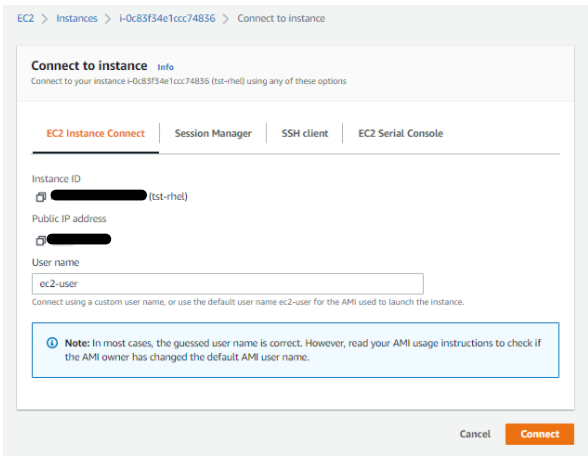 EC2 > Instances > i-0c83f34e1ccc74836 > Connect to instance
Connect to instance Info
Connect to your instance i-0c83f34e1ccc74836 (tst-rhel) using any of these options
EC2 Instance Connect Session Manager SSH client EC2 Serial Console
Instance ID
(tst-rhel)
Public IP address
User name
ec2-user
Connect using a custom user name, or use the default user name ec2-user for the AMI used to launch the instance.
Note: In most cases, the guessed user name is correct. However, read your AMI usage instructions to check if
the AMI owner has changed the default AMI user name.
Cancel Connect